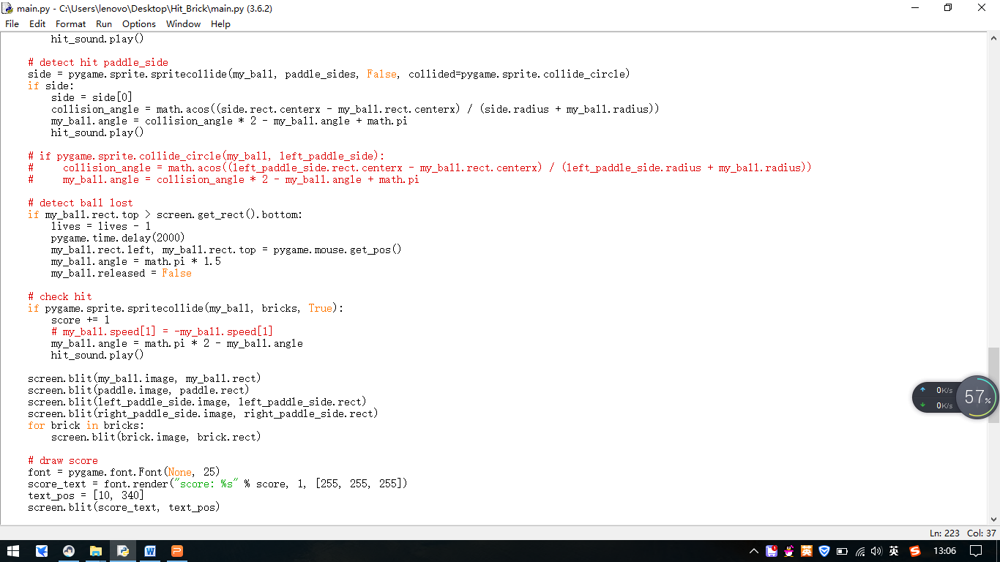 main.py - C:\Users\lenovo\Desktop\Hit_Brick\main.py (3.6.2)
File Edit Format Run Options Window Help
        hit_sound.play()
    # detect hit paddle_side
    side = pygame.sprite.spritecollide(my_ball, paddle_sides, False, collided=pygame.sprite.collide_circle)
    if side:
        side = side[0]
        collision_angle = math.acos((side.rect.centerx - my_ball.rect.centerx) / (side.radius + my_ball.radius))
        my_ball.angle = collision_angle * 2 - my_ball.angle + math.pi
        hit_sound.play()
    # if pygame.sprite.collide_circle(my_ball, left_paddle_side):
    #     collision_angle = math.acos((left_paddle_side.rect.centerx - my_ball.rect.centerx) / (left_paddle_side.radius + my_ball.radius))
    #     my_ball.angle = collision_angle * 2 - my_ball.angle + math.pi
    # detect ball lost
    if my_ball.rect.top > screen.get_rect().bottom:
        lives = lives - 1
        pygame.time.delay(2000)
        my_ball.rect.left, my_ball.rect.top = pygame.mouse.get_pos()
        my_ball.angle = math.pi * 1.5
        my_ball.released = False
    # check hit
    if pygame.sprite.spritecollide(my_ball, bricks, True):
        score += 1
        # my_ball.speed[1] = -my_ball.speed[1]
        my_ball.angle = math.pi * 2 - my_ball.angle
        hit_sound.play()
    screen.blit(my_ball.image, my_ball.rect)
    screen.blit(paddle.image, paddle.rect)
    screen.blit(left_paddle_side.image, left_paddle_side.rect)
    screen.blit(right_paddle_side.image, right_paddle_side.rect)
    for brick in bricks:
        screen.blit(brick.image, brick.rect)
    # draw score
    font = pygame.font.Font(None, 25)
    score_text = font.render("score: %s" % score, 1, [255, 255, 255])
    text_pos = [10, 340]
    screen.blit(score_text, text_pos)
0K/s
0K/s
57%
Ln: 223 Col: 37
英
13:06